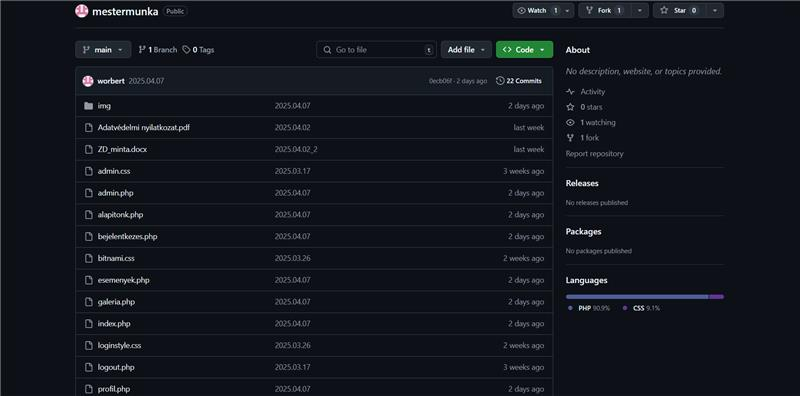 mestermunka Public
Watch 1
Fork 1
Star 0
main
1 Branch
0 Tags
Go to file t
Add file
Code
worbert 2025.04.07
0ecb06f · 2 days ago
22 Commits
img 2025.04.07 2 days ago
Adatvédelmi nyilatkozat.pdf 2025.04.02 last week
ZD_minta.docx 2025.04.02_2 last week
admin.css 2025.03.17 3 weeks ago
admin.php 2025.04.07 2 days ago
alapitonk.php 2025.04.07 2 days ago
bejelentkezes.php 2025.04.07 2 days ago
bitnami.css 2025.03.26 2 weeks ago
esemenyek.php 2025.04.07 2 days ago
galeria.php 2025.04.07 2 days ago
index.php 2025.04.07 2 days ago
loginstyle.css 2025.03.26 2 weeks ago
logout.php 2025.03.17 3 weeks ago
profil.php 2025.04.07 2 days ago
About
No description, website, or topics provided.
Activity
0 stars
1 watching
1 fork
Report repository
Releases
No releases published
Packages
No packages published
Languages
PHP 90.9%
CSS 9.1%